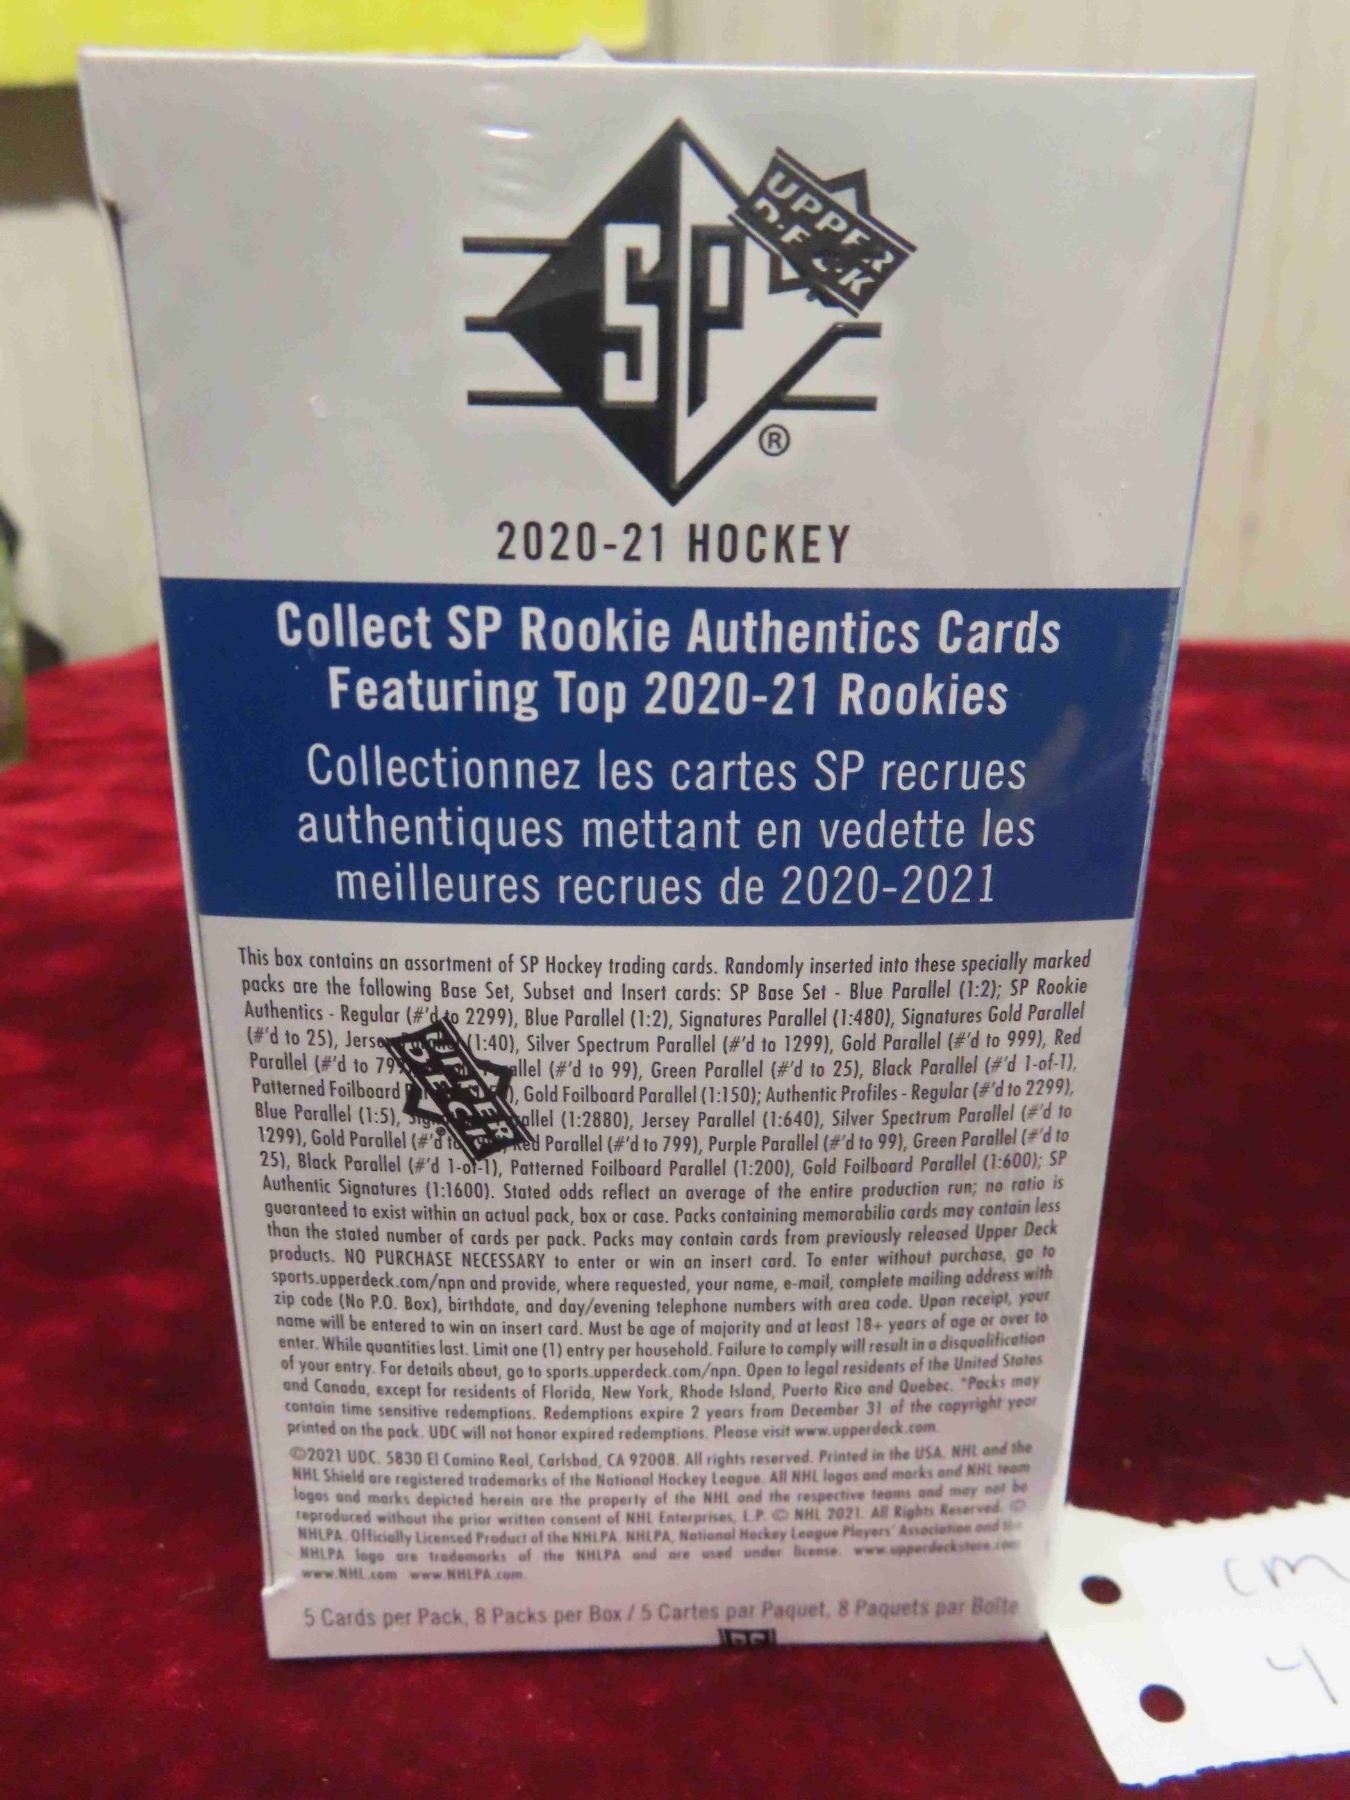 SP
UPPER
DECK
®
2020-21 HOCKEY
Collect SP Rookie Authentics Cards
Featuring Top 2020-21 Rookies
Collectionnez les cartes SP recrues
authentiques mettant en vedette les
meilleures recrues de 2020-2021
This box contains an assortment of SP Hockey trading cards. Randomly inserted into these specially marked
packs are the following Base Set, Subset and Insert cards: SP Base Set - Blue Parallel (1:2); SP Rookie
Authentics - Regular (#'d to 2299), Blue Parallel (1:2), Signatures Parallel (1:480), Signatures Gold Parallel
(#'d to 25), Jersey (1:40), Silver Spectrum Parallel (#'d to 1299), Gold Parallel (#'d to 999), Red
Parallel (#'d to (#'d to 99), Green Parallel (#'d to 25), Black Parallel (#'d 1-of-1),
Patterned Foilboard Gold Foilboard Parallel (1:150); Authentic Profiles - Regular (#'d to 2299),
Blue Parallel (1:5), (1:2880), Jersey Parallel (1:640), Silver Spectrum Parallel (#'d to
1299), Gold Parallel (#'d to Red Parallel (#'d to 799), Purple Parallel (#'d to 99), Green Parallel (#'d to
25), Black Parallel (#'d 1-of-1), Patterned Foilboard Parallel (1:200), Gold Foilboard Parallel (1:600); SP
Authentic Signatures (1:1600). Stated odds reflect an average of the entire production run; no ratio is
guaranteed to exist within an actual pack, box or case. Packs containing memorabilia cards may contain less
than the stated number of cards per pack. Packs may contain cards from previously released Upper Deck
products. NO PURCHASE NECESSARY to enter or win an insert card. To enter without purchase, go to
sports.upperdeck.com/npn and provide, where requested, your name, e-mail, complete mailing address with
zip code (No P.O. Box), birthdate, and day/evening telephone numbers with area code. Upon receipt, your
name will be entered to win an insert card. Must be age of majority and at least 18+ years of age or over to
enter. While quantities last. Limit one (1) entry per household. Failure to comply will result in a disqualification
of your entry. For details about, go to sports.upperdeck.com/npn. Open to legal residents of the United States
and Canada, except for residents of Florida, New York, Rhode Island, Puerto Rico and Quebec. *Packs may
contain time sensitive redemptions. Redemptions expire 2 years from December 31 of the copyright year
printed on the pack. UDC will not honor expired redemptions. Please visit www.upperdeck.com.
©2021 UDC. 5830 El Camino Real, Carlsbad, CA 92008. All rights reserved. Printed in the USA. NHL and the
NHL Shield are registered trademarks of the National Hockey League. All NHL logos and marks and NHL team
logos and marks depicted herein are the property of the NHL and the respective teams and may not be
reproduced without the prior written consent of NHL Enterprises, L.P. © NHL 2021. All Rights Reserved. ©
NHLPA. Officially Licensed Product of the NHLPA. NHLPA, National Hockey League Players' Association and the
NHLPA logo are trademarks of the NHLPA and are used under license. www.upperdeckstore.com
www.NHL.com www.NHLPA.com
5 Cards per Pack, 8 Packs per Box / 5 Cartes par Paquet, 8 Paquets par Boîte
UPPER
DECK
cm
4